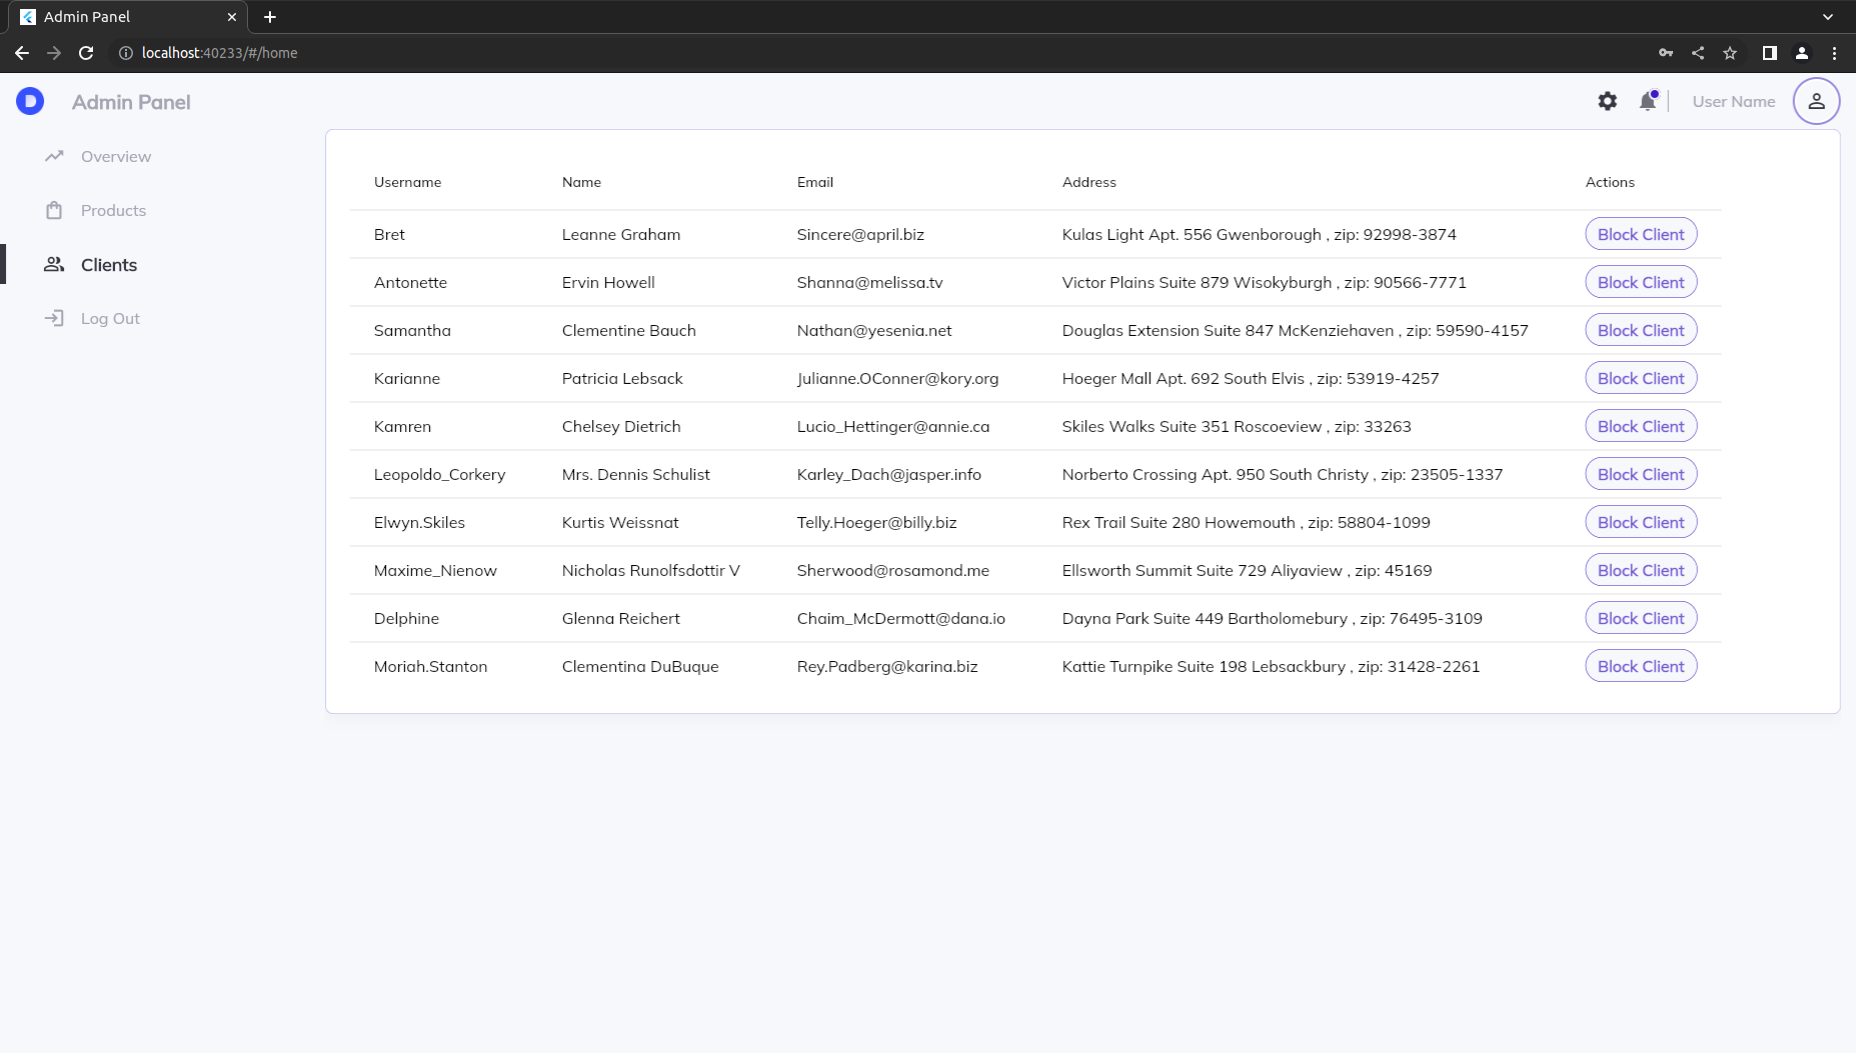 Admin Panel
localhost:40233/#/home
D Admin Panel
User Name
Overview
Products
Clients
Log Out
Username Name Email Address Actions
Bret Leanne Graham Sincere@april.biz Kulas Light Apt. 556 Gwenborough , zip: 92998-3874 Block Client
Antonette Ervin Howell Shanna@melissa.tv Victor Plains Suite 879 Wisokyburgh , zip: 90566-7771 Block Client
Samantha Clementine Bauch Nathan@yesenia.net Douglas Extension Suite 847 McKenziehaven , zip: 59590-4157 Block Client
Karianne Patricia Lebsack Julianne.OConner@kory.org Hoeger Mall Apt. 692 South Elvis , zip: 53919-4257 Block Client
Kamren Chelsey Dietrich Lucio_Hettinger@annie.ca Skiles Walks Suite 351 Roscoeview , zip: 33263 Block Client
Leopoldo_Corkery Mrs. Dennis Schulist Karley_Dach@jasper.info Norberto Crossing Apt. 950 South Christy , zip: 23505-1337 Block Client
Elwyn.Skiles Kurtis Weissnat Telly.Hoeger@billy.biz Rex Trail Suite 280 Howemouth , zip: 58804-1099 Block Client
Maxime_Nienow Nicholas Runolfsdottir V Sherwood@rosamond.me Ellsworth Summit Suite 729 Aliyaview , zip: 45169 Block Client
Delphine Glenna Reichert Chaim_McDermott@dana.io Dayna Park Suite 449 Bartholomebury , zip: 76495-3109 Block Client
Moriah.Stanton Clementina DuBuque Rey.Padberg@karina.biz Kattie Turnpike Suite 198 Lebsackbury , zip: 31428-2261 Block Client